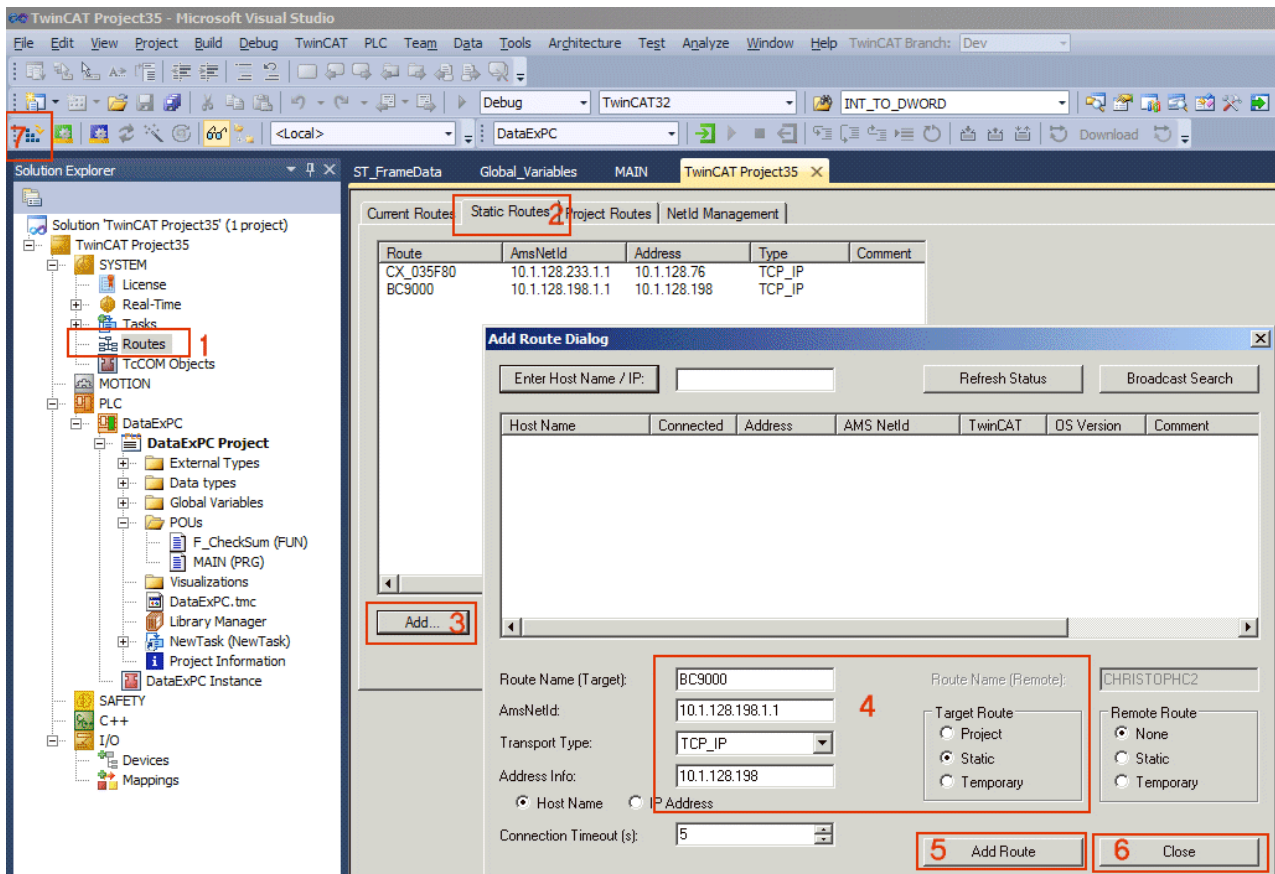 TwinCAT Project35 - Microsoft Visual Studio
File Edit View Project Build Debug TwinCAT PLC Team Data Tools Architecture Test Analyze Window Help TwinCAT Branch: Dev
Debug TwinCAT32 INT_TO_DWORD
7 <Local> DataExPC Download
Solution Explorer
ST_FrameData Global_Variables MAIN TwinCAT Project35
Solution 'TwinCAT Project35' (1 project)
TwinCAT Project35
SYSTEM
License
Real-Time
Tasks
Routes 1
TcCOM Objects
MOTION
PLC
DataExPC
DataExPC Project
External Types
Data types
Global Variables
POUs
F_CheckSum (FUN)
MAIN (PRG)
Visualizations
DataExPC.tmc
Library Manager
NewTask (NewTask)
Project Information
DataExPC Instance
SAFETY
C++
I/O
Devices
Mappings
Current Routes Static Routes 2 Project Routes NetId Management
Route AmsNetId Address Type Comment
CX_035F80 10.1.128.233.1.1 10.1.128.76 TCP_IP
BC9000 10.1.128.198.1.1 10.1.128.198 TCP_IP
Add... 3
Add Route Dialog
Enter Host Name / IP: Refresh Status Broadcast Search
Host Name Connected Address AMS NetId TwinCAT OS Version Comment
Route Name (Target): BC9000 Route Name (Remote): CHRISTOPHC2
AmsNetId: 10.1.128.198.1.1 4 Target Route Remote Route
Transport Type: TCP_IP Project None
Address Info: 10.1.128.198 Static Static
Host Name IP Address Temporary Temporary
Connection Timeout (s): 5
5 Add Route 6 Close